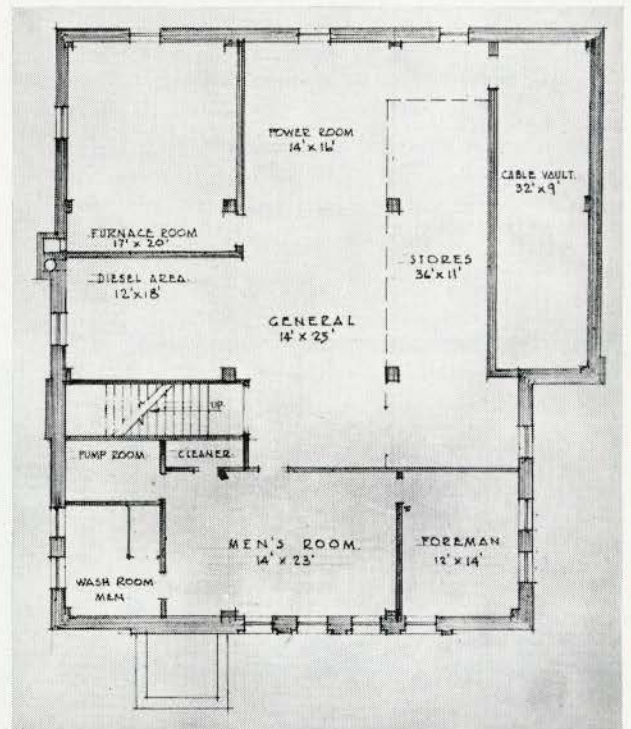 POWER ROOM
14' x 16'
CABLE VAULT.
32' x 9'
FURNACE ROOM
17' x 20'
STORES
36' x 11'
DIESEL AREA.
12' x 18'
GENERAL
14' x 25'
UP.
PUMP ROOM
CLEANER
MEN'S ROOM
14' x 23'
FOREMAN
12' x 14'
WASH ROOM
MEN